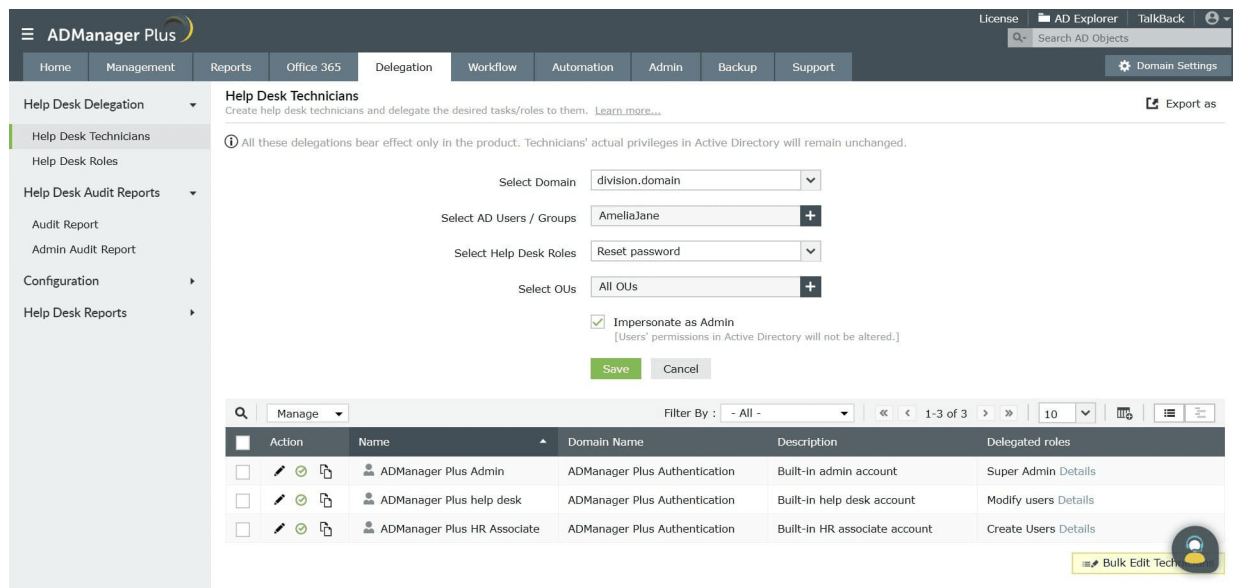 License AD Explorer TalkBack
ADManager Plus
Search AD Objects
Home Management Reports Office 365 Delegation Workflow Automation Admin Backup Support Domain Settings
Help Desk Delegation
Help Desk Technicians
Help Desk Roles
Help Desk Audit Reports
Audit Report
Admin Audit Report
Configuration
Help Desk Reports
Help Desk Technicians
Create help desk technicians and delegate the desired tasks/roles to them. Learn more...
Export as
All these delegations bear effect only in the product. Technicians' actual privileges in Active Directory will remain unchanged.
Select Domain division.domain
Select AD Users / Groups AmeliaJane
Select Help Desk Roles Reset password
Select OUs All OUs
Impersonate as Admin
[Users' permissions in Active Directory will not be altered.]
Save Cancel
Manage Filter By : - All - 1-3 of 3 10
Action Name Domain Name Description Delegated roles
ADManager Plus Admin ADManager Plus Authentication Built-in admin account Super Admin Details
ADManager Plus help desk ADManager Plus Authentication Built-in help desk account Modify users Details
ADManager Plus HR Associate ADManager Plus Authentication Built-in HR associate account Create Users Details
Bulk Edit